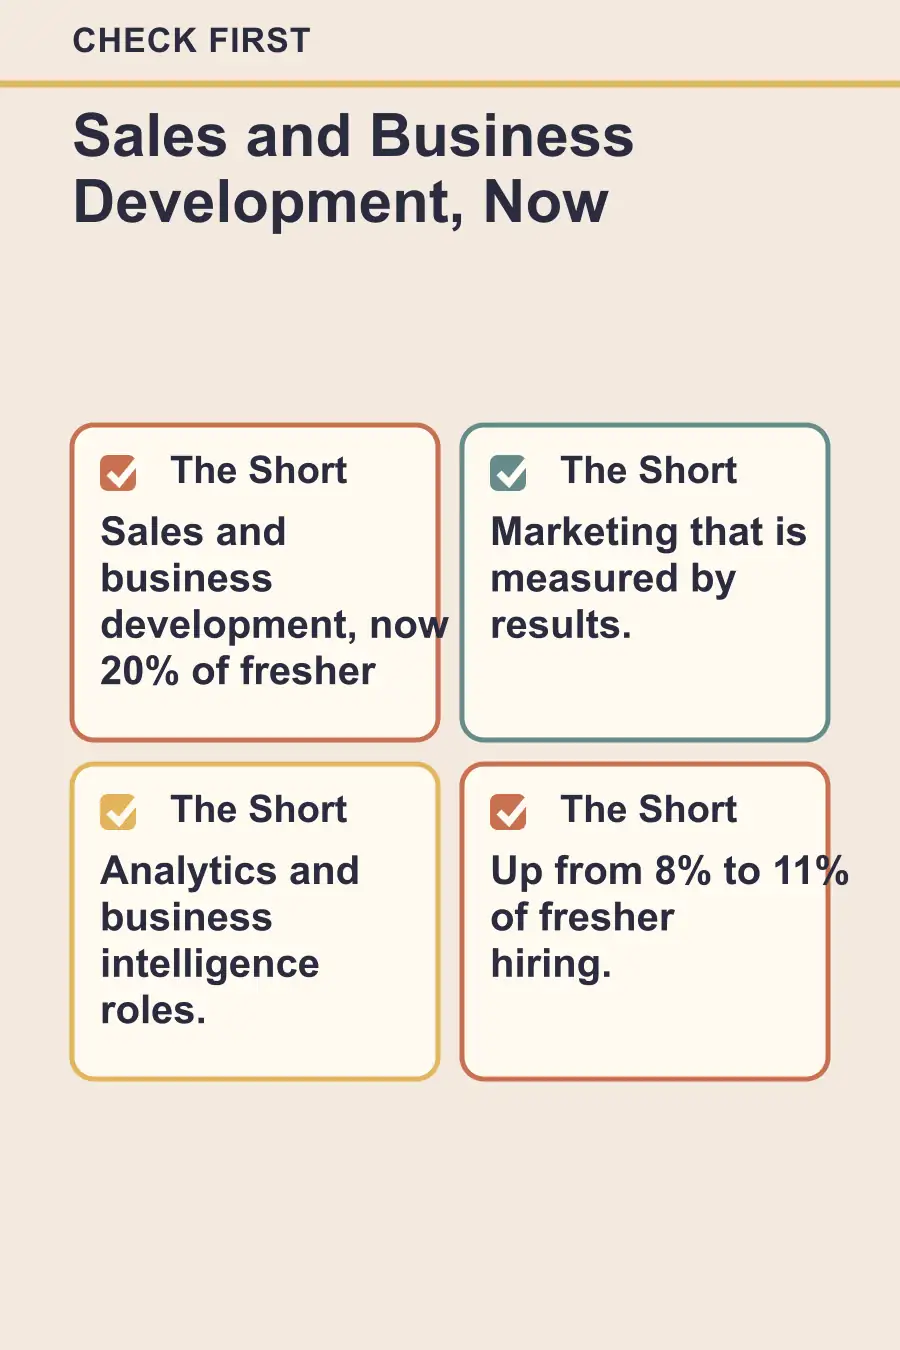 CHECK FIRST
Sales and Business
Development, Now
The Short
Sales and
business
development, now
20% of fresher
The Short
Marketing that is
measured by
results.
The Short
Analytics and
business
intelligence
roles.
The Short
Up from 8% to 11%
of fresher
hiring.